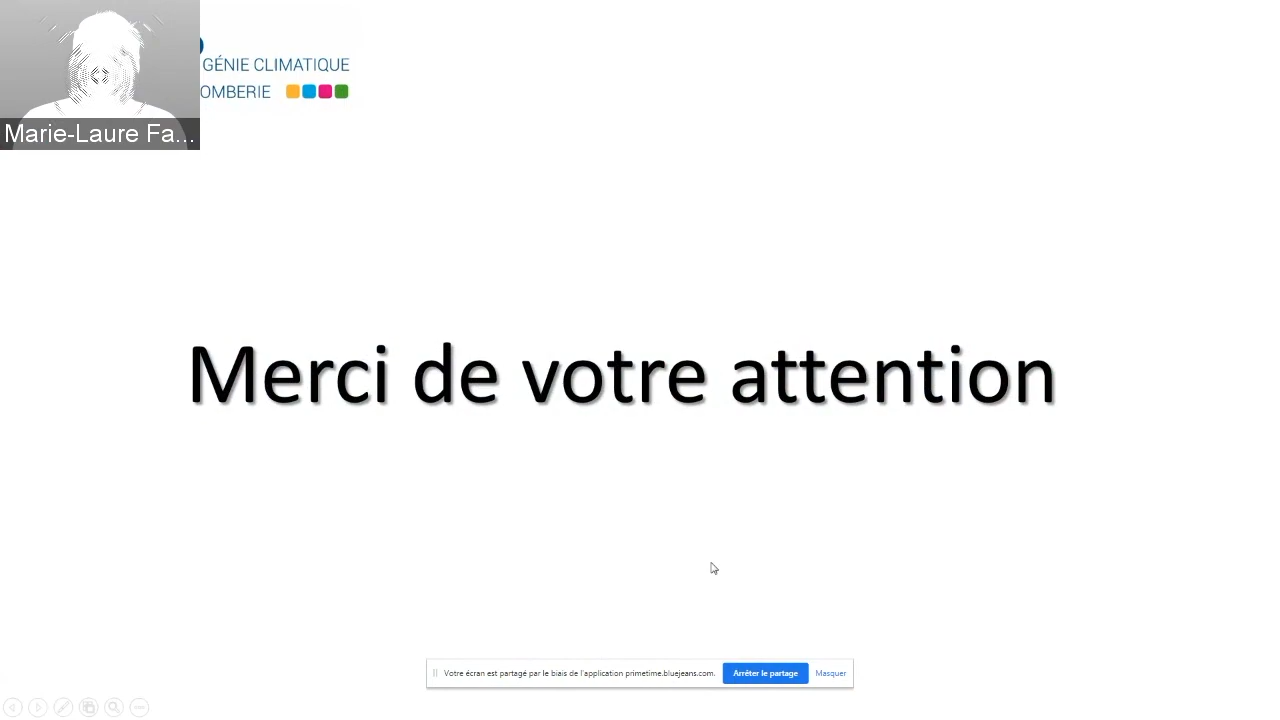 GÉNIE CLIMATIQUE
OMBERIE
Marie-Laure Fa...
Merci de votre attention
Votre écran est partagé par le biais de l'application primetime.bluejeans.com. Arrêter le partage Masquer